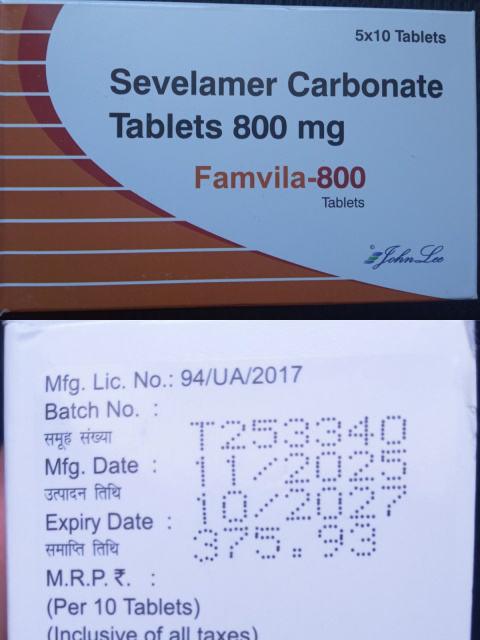 5x10 Tablets
Sevelamer Carbonate
Tablets 800 mg
Famvila-800
Tablets
John Lee
Mfg. Lic. No.: 94/UA/2017
Batch No. :
समूह संख्या
T253340
Mfg. Date :
11/2025
उत्पादन तिथि
10/2027
Expiry Date :
375.93
समाप्ति तिथि
M.R.P. ₹. :
(Per 10 Tablets)
(Inclusive of all taxes)